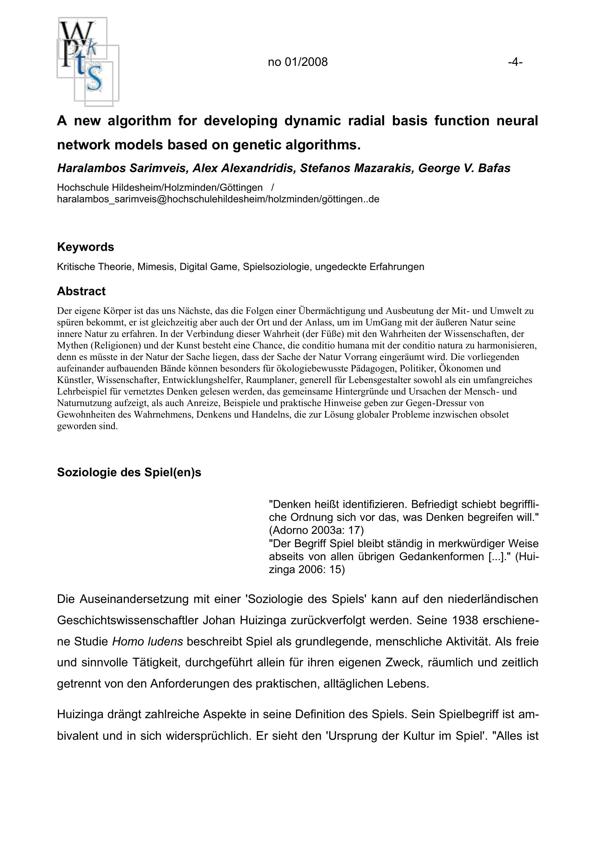 W
Pk
ts
no 01/2008 -4-
A new algorithm for developing dynamic radial basis function neural
network models based on genetic algorithms.
Haralambos Sarimveis, Alex Alexandridis, Stefanos Mazarakis, George V. Bafas
Hochschule Hildesheim/Holzminden/Göttingen /
haralambos_sarimveis@hochschulehildesheim/holzminden/göttingen..de
Keywords
Kritische Theorie, Mimesis, Digital Game, Spielsoziologie, ungedeckte Erfahrungen
Abstract
Der eigene Körper ist das uns Nächste, das die Folgen einer Übermächtigung und Ausbeutung der Mit- und Umwelt zu
spüren bekommt, er ist gleichzeitig aber auch der Ort und der Anlass, um im UmGang mit der äußeren Natur seine
innere Natur zu erfahren. In der Verbindung dieser Wahrheit (der Füße) mit den Wahrheiten der Wissenschaften, der
Mythen (Religionen) und der Kunst besteht eine Chance, die conditio humana mit der conditio natura zu harmonisieren,
denn es müsste in der Natur der Sache liegen, dass der Sache der Natur Vorrang eingeräumt wird. Die vorliegenden
aufeinander aufbauenden Bände können besonders für ökologiebewusste Pädagogen, Politiker, Ökonomen und
Künstler, Wissenschafter, Entwicklungshelfer, Raumplaner, generell für Lebensgestalter sowohl als ein umfangreiches
Lehrbeispiel für vernetztes Denken gelesen werden, das gemeinsame Hintergründe und Ursachen der Mensch- und
Naturnutzung aufzeigt, als auch Anreize, Beispiele und praktische Hinweise geben zur Gegen-Dressur von
Gewohnheiten des Wahrnehmens, Denkens und Handelns, die zur Lösung globaler Probleme inzwischen obsolet
geworden sind.
Soziologie des Spiel(en)s
"Denken heißt identifizieren. Befriedigt schiebt begriffli-
che Ordnung sich vor das, was Denken begreifen will."
(Adorno 2003a: 17)
"Der Begriff Spiel bleibt ständig in merkwürdiger Weise
abseits von allen übrigen Gedankenformen [...]." (Hui-
zinga 2006: 15)
Die Auseinandersetzung mit einer 'Soziologie des Spiels' kann auf den niederländischen
Geschichtswissenschaftler Johan Huizinga zurückverfolgt werden. Seine 1938 erschiene-
ne Studie Homo ludens beschreibt Spiel als grundlegende, menschliche Aktivität. Als freie
und sinnvolle Tätigkeit, durchgeführt allein für ihren eigenen Zweck, räumlich und zeitlich
getrennt von den Anforderungen des praktischen, alltäglichen Lebens.
Huizinga drängt zahlreiche Aspekte in seine Definition des Spiels. Sein Spielbegriff ist am-
bivalent und in sich widersprüchlich. Er sieht den 'Ursprung der Kultur im Spiel'. "Alles ist